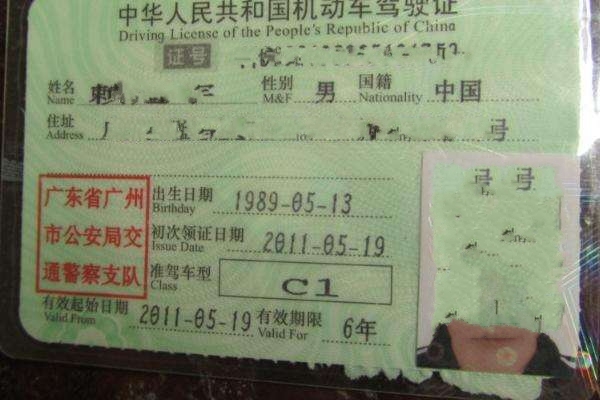 中华人民共和国机动车驾驶证
Driving License of the People's Republic of China
证号
姓名 性别 男 国籍 中国
Name M&F Nationality
住址 号
Address
广东省广州
市公安局交
通警察支队
出生日期 1989-05-13
Birthday
初次领证日期 2011-05-19
Issue Date
准驾车型 C1
Class
有效起始日期 2011-05-19 有效期限 6年
Valid From Valid For
号 号